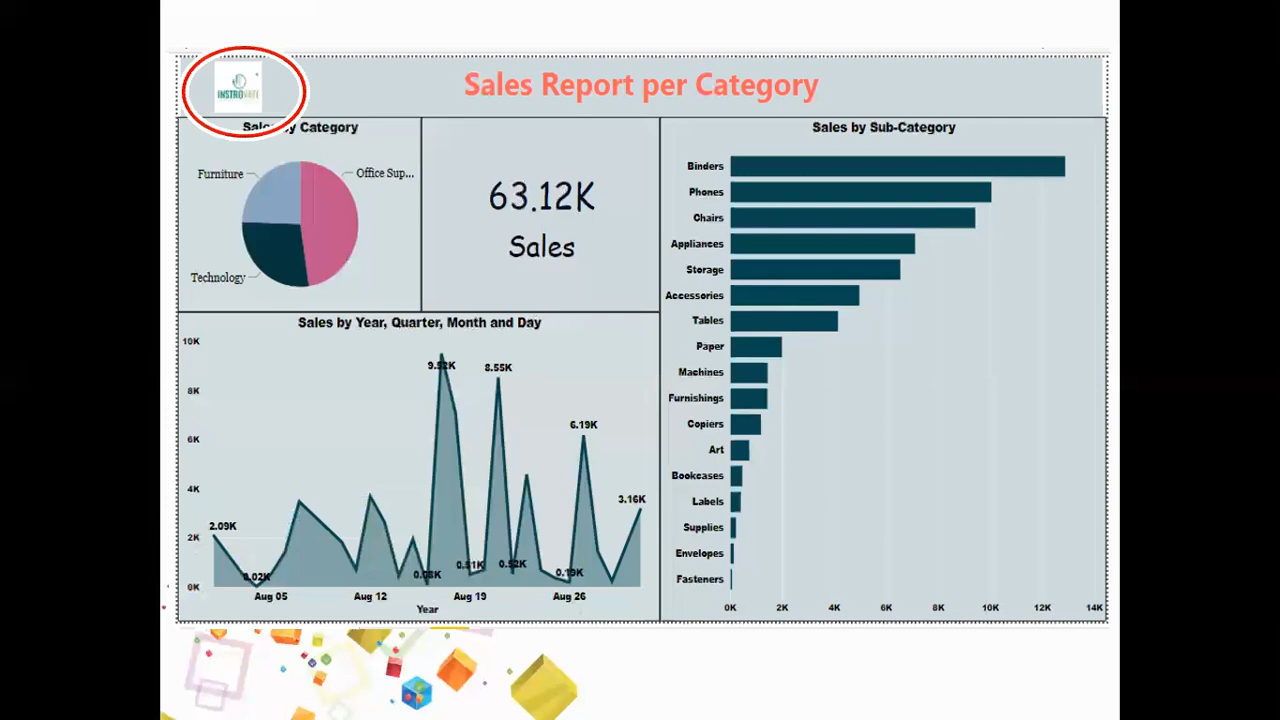 INSTROVATE
Sales Report per Category
Sales by Category
Furniture
Office Sup...
Technology
63.12K
Sales
Sales by Year, Quarter, Month and Day
10K
8K
6K
4K
2K
0K
2.09K
0.02K
0.06K
9.52K
0.51K
8.55K
0.52K
0.19K
6.19K
3.16K
Aug 05
Aug 12
Aug 19
Aug 26
Year
Sales by Sub-Category
Binders
Phones
Chairs
Appliances
Storage
Accessories
Tables
Paper
Machines
Furnishings
Copiers
Art
Bookcases
Labels
Supplies
Envelopes
Fasteners
0K 2K 4K 6K 8K 10K 12K 14K